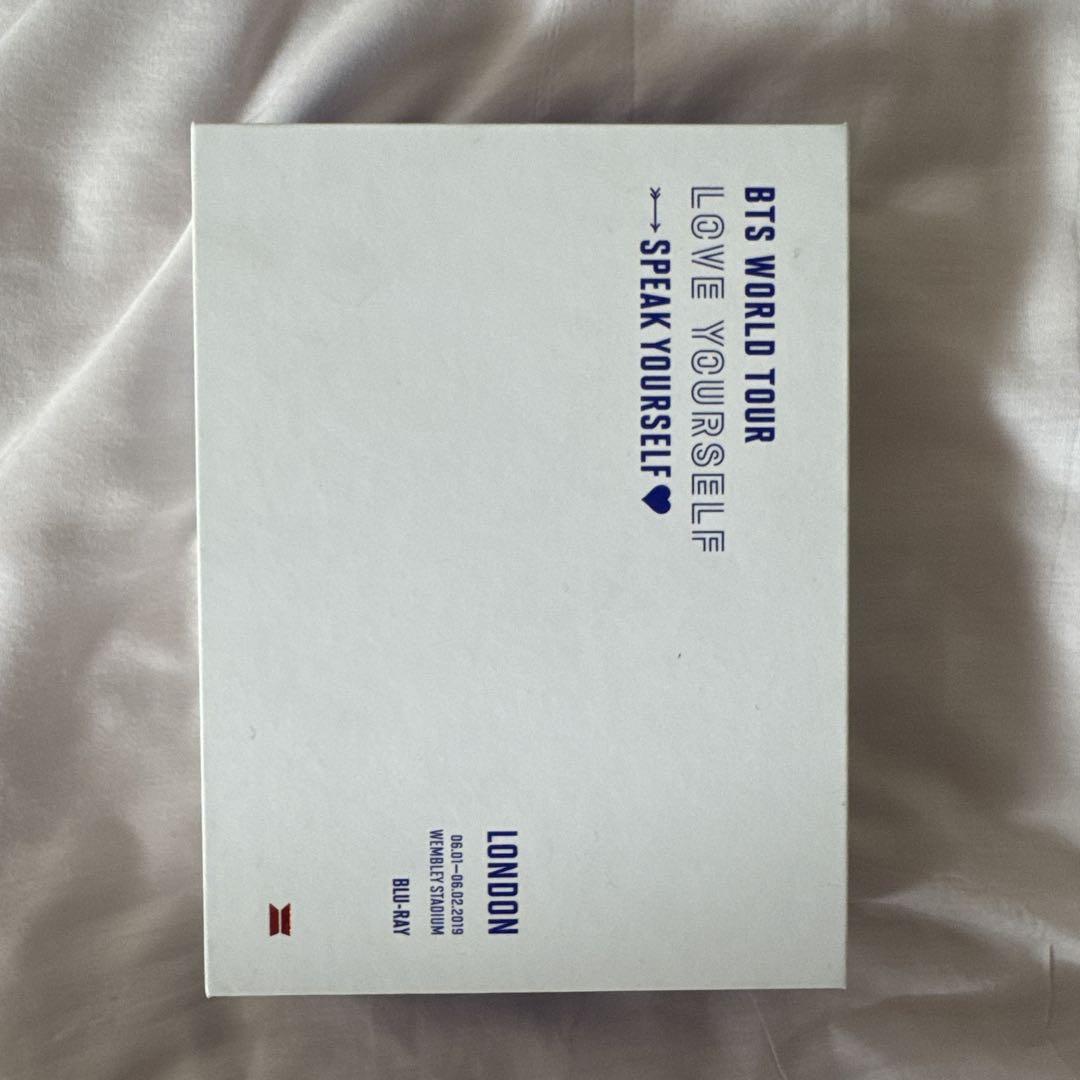 BTS WORLD TOUR
LOVE YOURSELF
SPEAK YOURSELF
LONDON
06.01–06.02.2019
WEMBLEY STADIUM
BLU-RAY